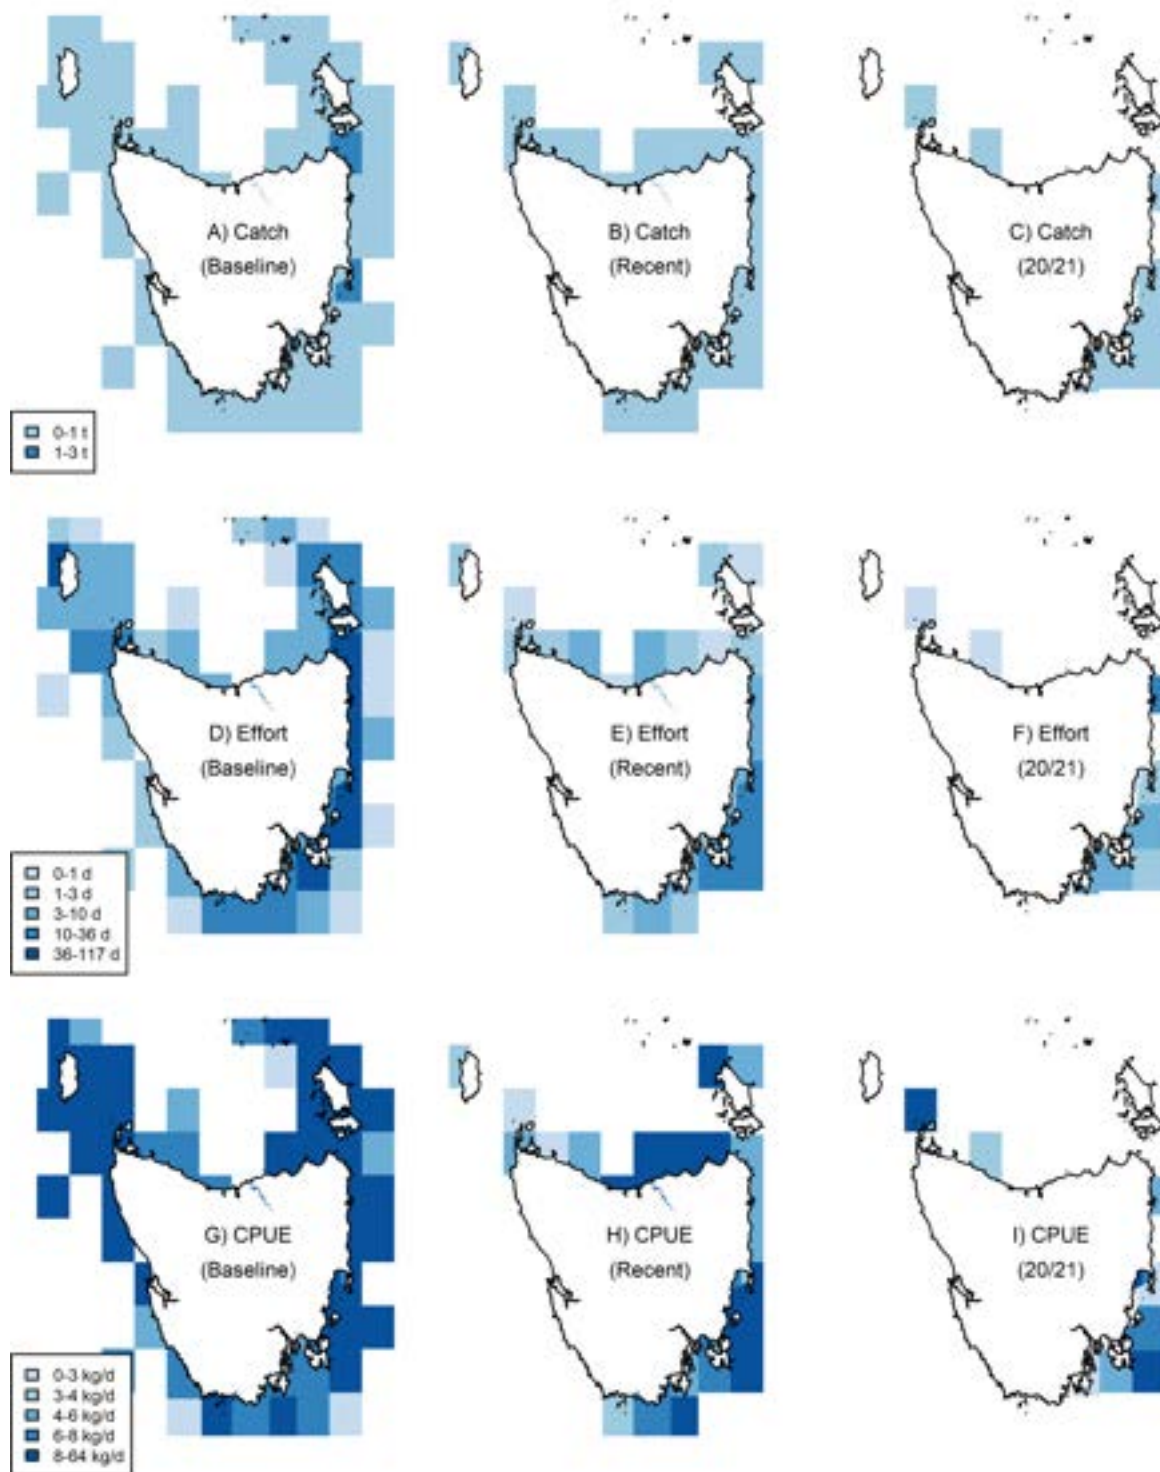 A) Catch
(Baseline)
B) Catch
(Recent)
C) Catch
(20/21)
0-1 t
1-3 t
D) Effort
(Baseline)
E) Effort
(Recent)
F) Effort
(20/21)
0-1 d
1-3 d
3-10 d
10-36 d
36-117 d
G) CPUE
(Baseline)
H) CPUE
(Recent)
I) CPUE
(20/21)
0-3 kg/d
3-4 kg/d
4-6 kg/d
6-8 kg/d
8-64 kg/d